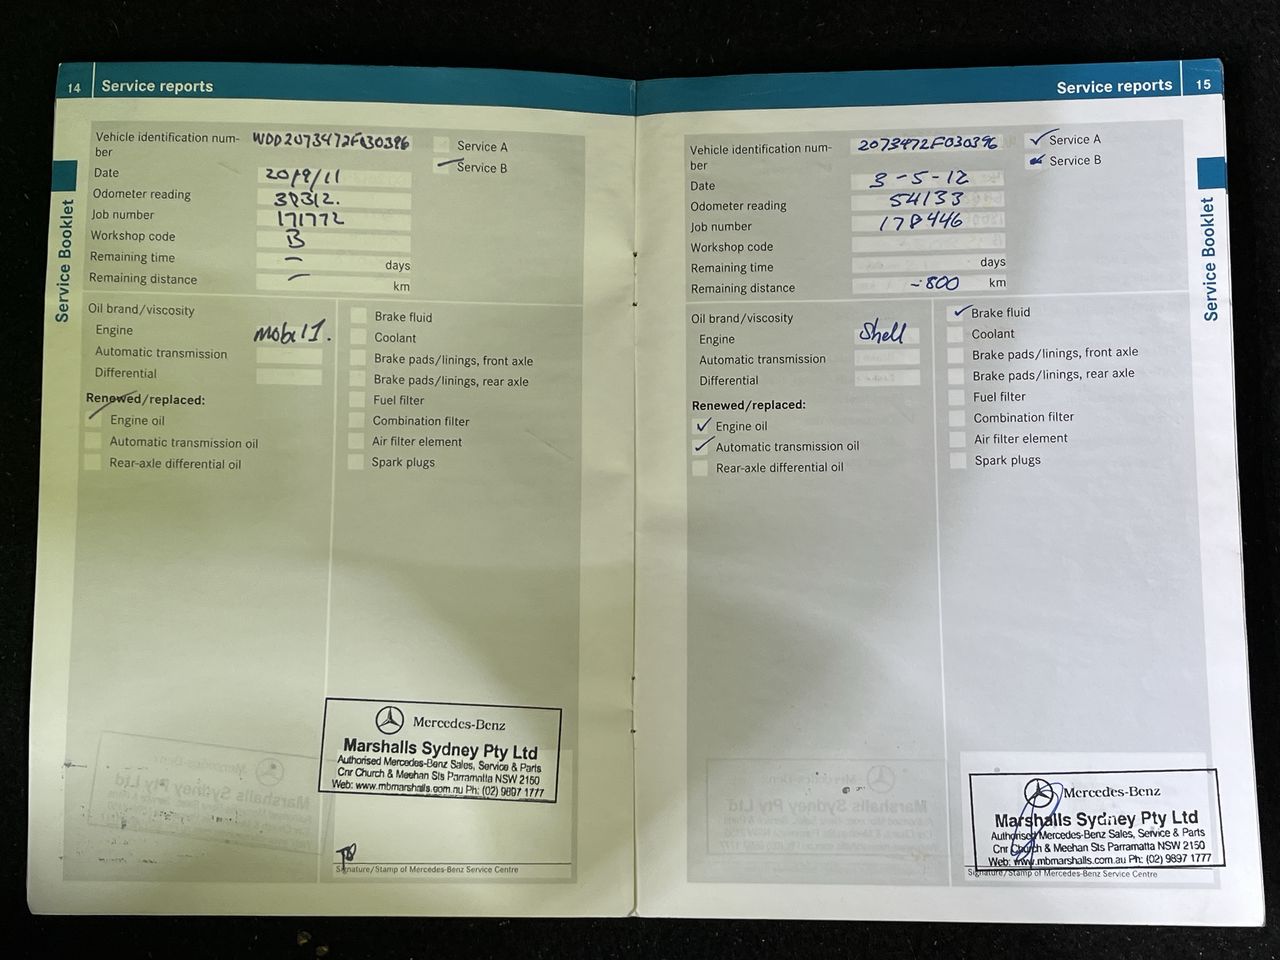 14 Service reports
Vehicle identification num-
ber WDD2073472F030396
Service A
Service B
Date 20/9/11
Odometer reading
Job number 171772
Workshop code B
Remaining time – days
Remaining distance – km
Oil brand/viscosity
Engine mobil 1.
Automatic transmission
Differential
Renewed/replaced:
Engine oil
Automatic transmission oil
Rear-axle differential oil
Brake fluid
Coolant
Brake pads/linings, front axle
Brake pads/linings, rear axle
Fuel filter
Combination filter
Air filter element
Spark plugs
Mercedes-Benz
Marshalls Sydney Pty Ltd
Authorised Mercedes-Benz Sales, Service & Parts
Cnr Church & Meehan Sts Parramatta NSW 2150
Web: www.mbmarshalls.com.au Ph: (02) 9897 1777
Signature/Stamp of Mercedes-Benz Service Centre
Service Booklet
Service reports 15
Vehicle identification num-
ber 2073472F030396
Service A
Service B
Date 3-5-12
Odometer reading 54133
Job number 178446
Workshop code
Remaining time days
Remaining distance -800 km
Oil brand/viscosity
Engine Shell
Automatic transmission
Differential
Renewed/replaced:
Engine oil
Automatic transmission oil
Rear-axle differential oil
Brake fluid
Coolant
Brake pads/linings, front axle
Brake pads/linings, rear axle
Fuel filter
Combination filter
Air filter element
Spark plugs
Mercedes-Benz
Marshalls Sydney Pty Ltd
Authorised Mercedes-Benz Sales, Service & Parts
Cnr Church & Meehan Sts Parramatta NSW 2150
Web: www.mbmarshalls.com.au Ph: (02) 9897 1777
Signature/Stamp of Mercedes-Benz Service Centre
Service Booklet